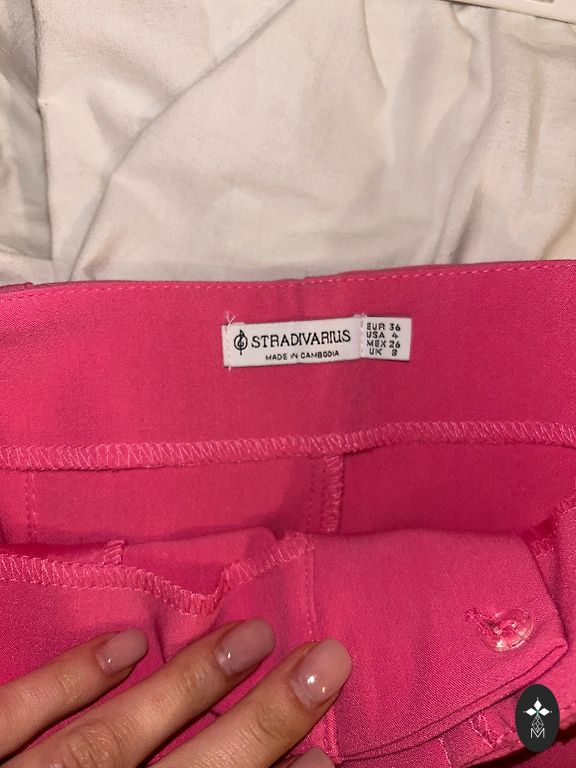 STRADIVARIUS
MADE IN CAMBODIA
EUR 36
USA 4
MEX 26
UK 8